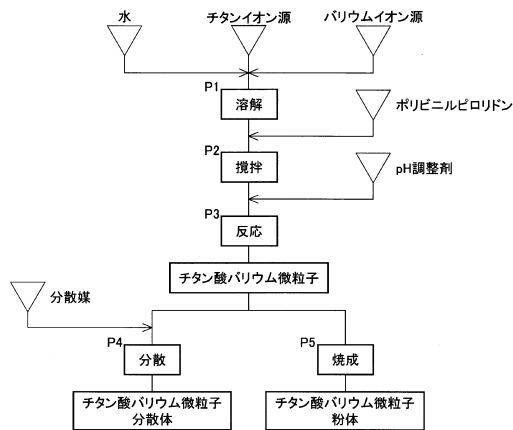 水
チタンイオン源
バリウムイオン源
P1
溶解
ポリビニルピロリドン
P2
撹拌
pH調整剤
P3
反応
チタン酸バリウム微粒子
分散媒
P4
分散
P5
焼成
チタン酸バリウム微粒子
分散体
チタン酸バリウム微粒子
粉体